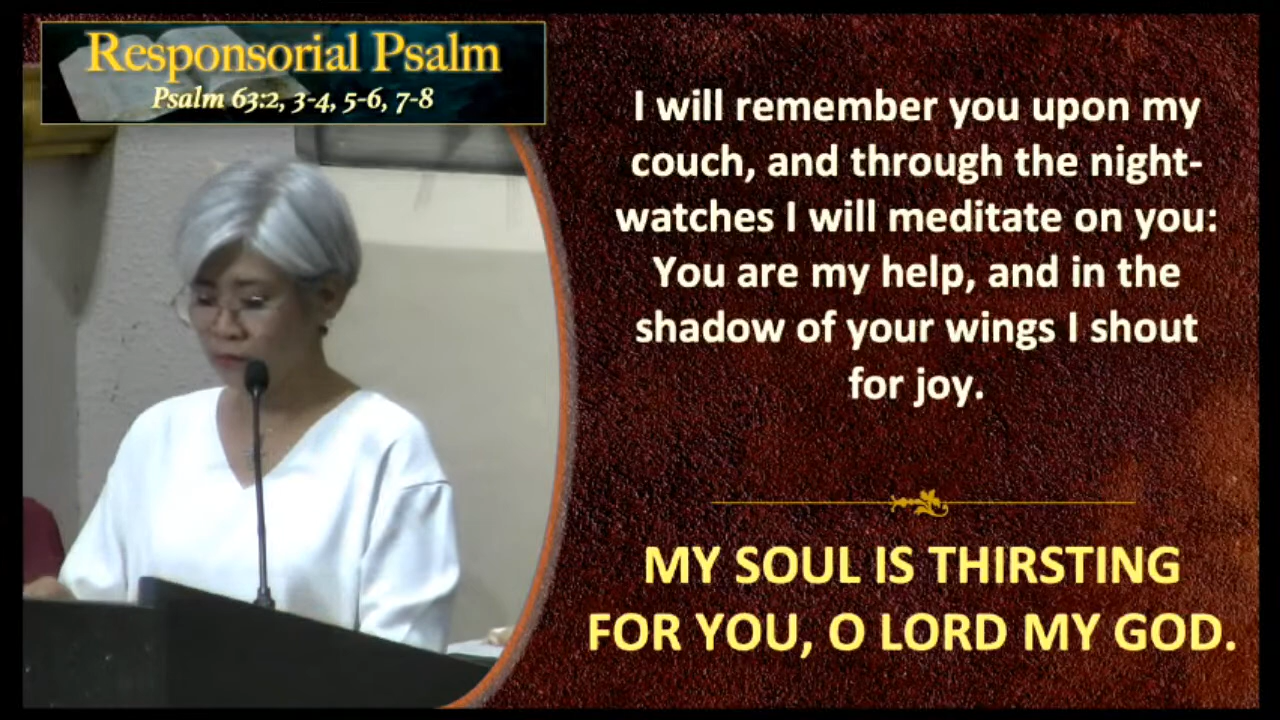 Responsorial Psalm
Psalm 63:2, 3-4, 5-6, 7-8
I will remember you upon my
couch, and through the night-
watches I will meditate on you:
You are my help, and in the
shadow of your wings I shout
for joy.
MY SOUL IS THIRSTING
FOR YOU, O LORD MY GOD.